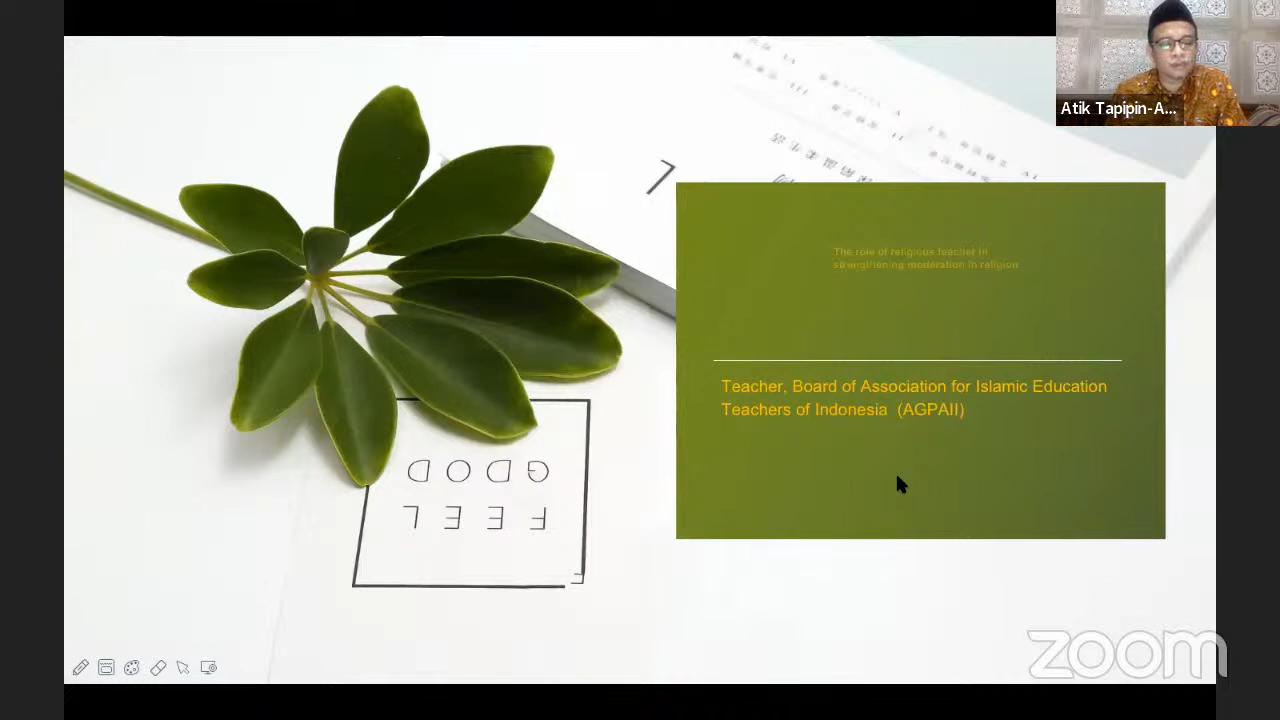 Atik Tapipin-A...
The role of religious teacher in
strengthening moderation in religion
Teacher, Board of Association for Islamic Education
Teachers of Indonesia (AGPAII)
FEEL
GOOD
zoom